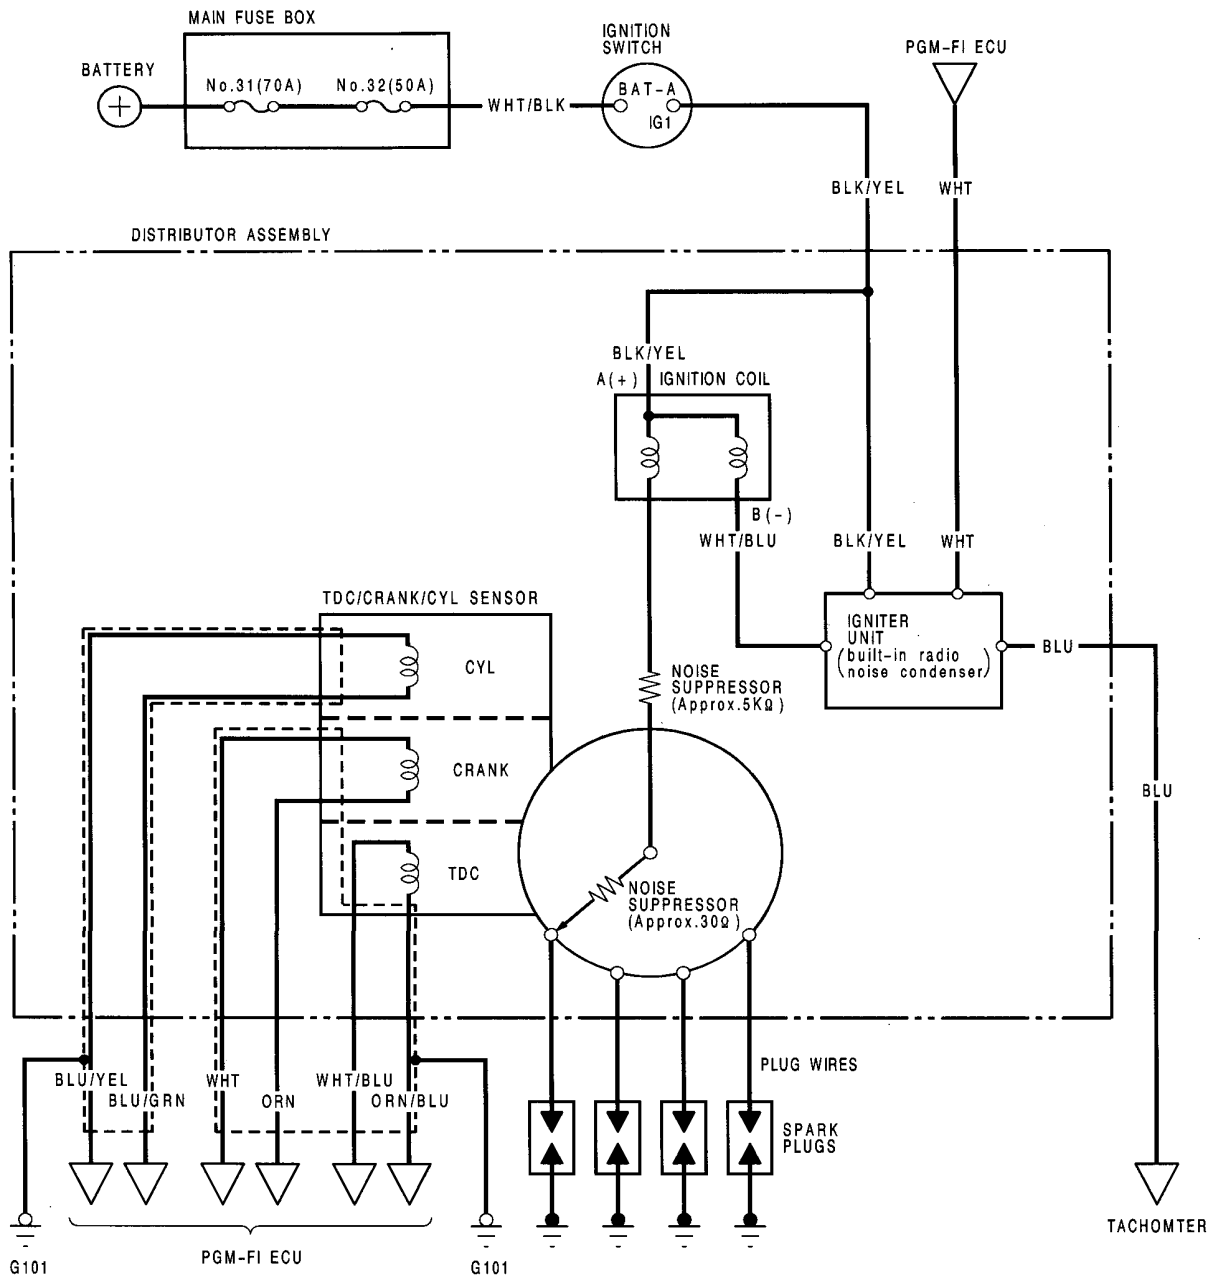 MAIN FUSE BOX
IGNITION
SWITCH
PGM-FI ECU
BATTERY
No.31(70A)
No.32(50A)
BAT-A
WHT/BLK
IG1
BLK/YEL
WHT
DISTRIBUTOR ASSEMBLY
BLK/YEL
A(+)
IGNITION COIL
B(-)
WHT/BLU
BLK/YEL
WHT
TDC/CRANK/CYL SENSOR
IGNITER
UNIT
(built-in radio
noise condenser)
BLU
CYL
NOISE
SUPPRESSOR
(Approx.5KΩ)
CRANK
BLU
TDC
NOISE
SUPPRESSOR
(Approx.30Ω)
PLUG WIRES
BLU/YEL
WHT
WHT/BLU
BLU/GRN
ORN
ORN/BLU
SPARK
PLUGS
TACHOMTER
PGM-FI ECU
G101
G101